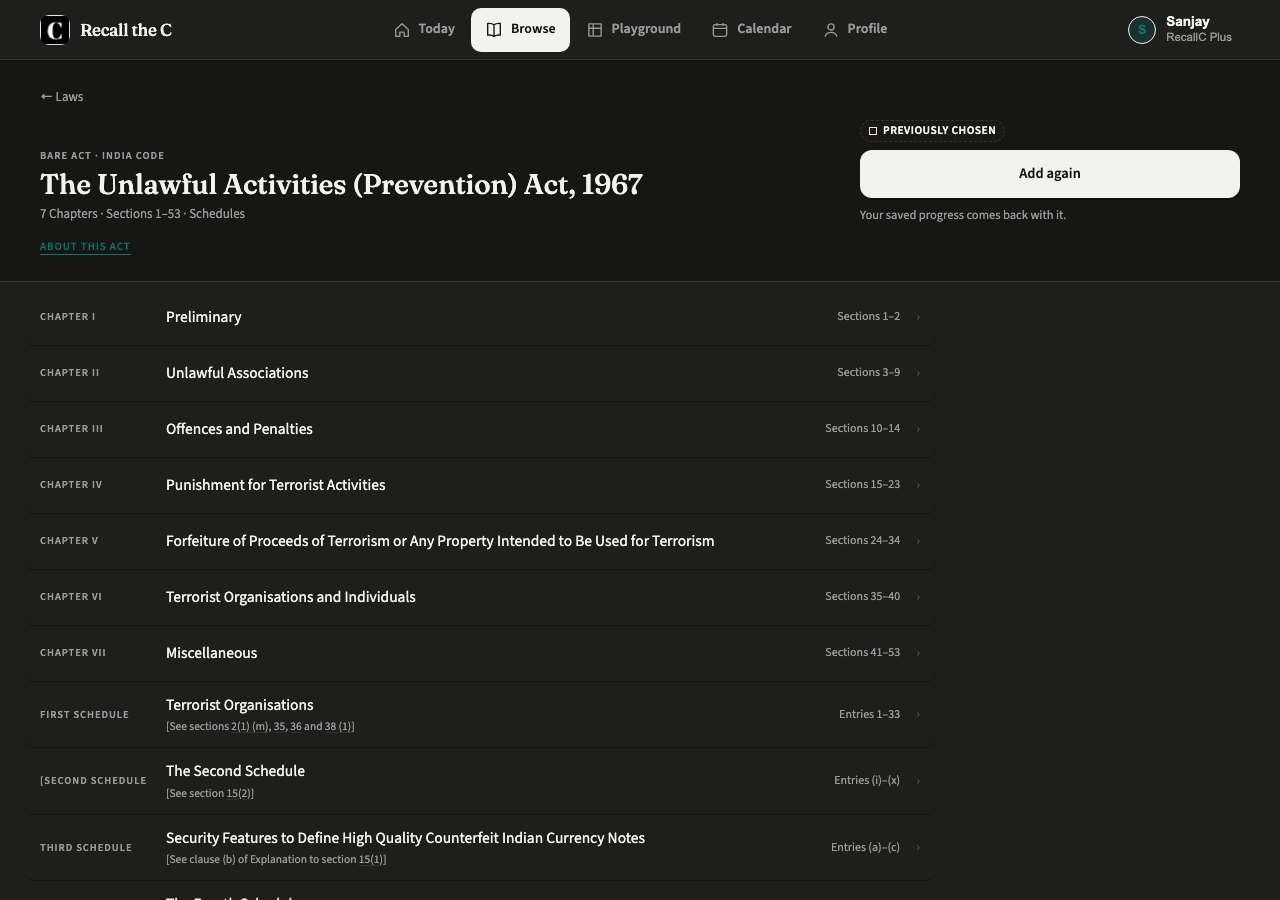 C Recall the C
Today
Browse
Playground
Calendar
Profile
S
Sanjay
RecallC Plus
← Laws
BARE ACT · INDIA CODE
The Unlawful Activities (Prevention) Act, 1967
7 Chapters · Sections 1–53 · Schedules
ABOUT THIS ACT
PREVIOUSLY CHOSEN
Add again
Your saved progress comes back with it.
CHAPTER I Preliminary Sections 1–2 ›
CHAPTER II Unlawful Associations Sections 3–9 ›
CHAPTER III Offences and Penalties Sections 10–14 ›
CHAPTER IV Punishment for Terrorist Activities Sections 15–23 ›
CHAPTER V Forfeiture of Proceeds of Terrorism or Any Property Intended to Be Used for Terrorism Sections 24–34 ›
CHAPTER VI Terrorist Organisations and Individuals Sections 35–40 ›
CHAPTER VII Miscellaneous Sections 41–53 ›
FIRST SCHEDULE Terrorist Organisations Entries 1–33 ›
[See sections 2(1) (m), 35, 36 and 38 (1)]
[SECOND SCHEDULE The Second Schedule Entries (i)–(x) ›
[See section 15(2)]
THIRD SCHEDULE Security Features to Define High Quality Counterfeit Indian Currency Notes Entries (a)–(c) ›
[See clause (b) of Explanation to section 15(1)]